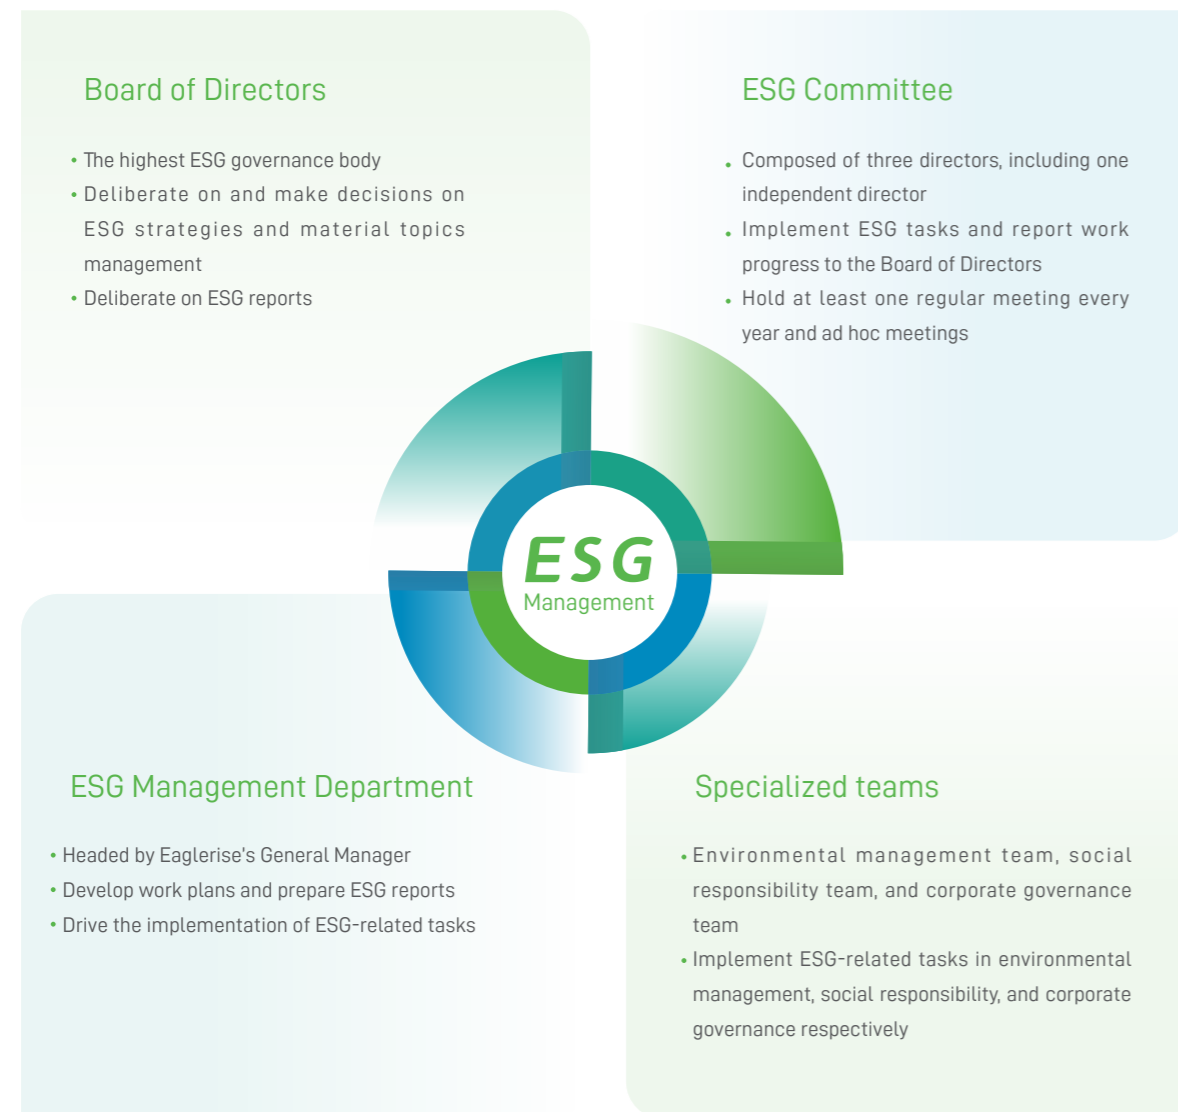 Board of Directors
• The highest ESG governance body
• Deliberate on and make decisions on
ESG strategies and material topics
management
• Deliberate on ESG reports
ESG Committee
• Composed of three directors, including one
independent director
• Implement ESG tasks and report work
progress to the Board of Directors
• Hold at least one regular meeting every
year and ad hoc meetings
ESG
Management
ESG Management Department
• Headed by Eaglerise's General Manager
• Develop work plans and prepare ESG reports
• Drive the implementation of ESG-related tasks
Specialized teams
• Environmental management team, social
responsibility team, and corporate governance
team
• Implement ESG-related tasks in environmental
management, social responsibility, and corporate
governance respectively